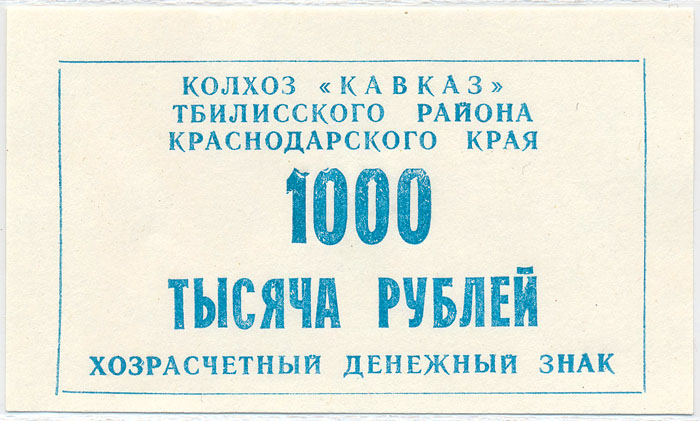 КОЛХОЗ «КАВКАЗ»
ТБИЛИССКОГО РАЙОНА
КРАСНОДАРСКОГО КРАЯ
1000
ТЫСЯЧА РУБЛЕЙ
ХОЗРАСЧЕТНЫЙ ДЕНЕЖНЫЙ ЗНАК